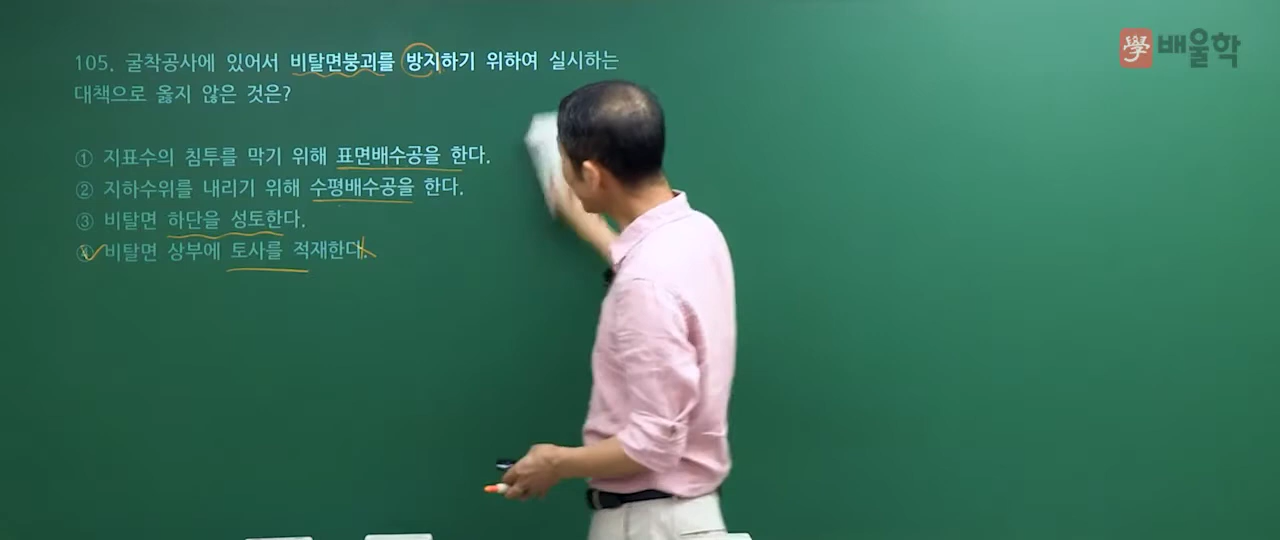 學 배울학
105. 굴착공사에 있어서 비탈면붕괴를 방지하기 위하여 실시하는
대책으로 옳지 않은 것은?
① 지표수의 침투를 막기 위해 표면배수공을 한다.
② 지하수위를 내리기 위해 수평배수공을 한다.
③ 비탈면 하단을 성토한다.
④ 비탈면 상부에 토사를 적재한다.